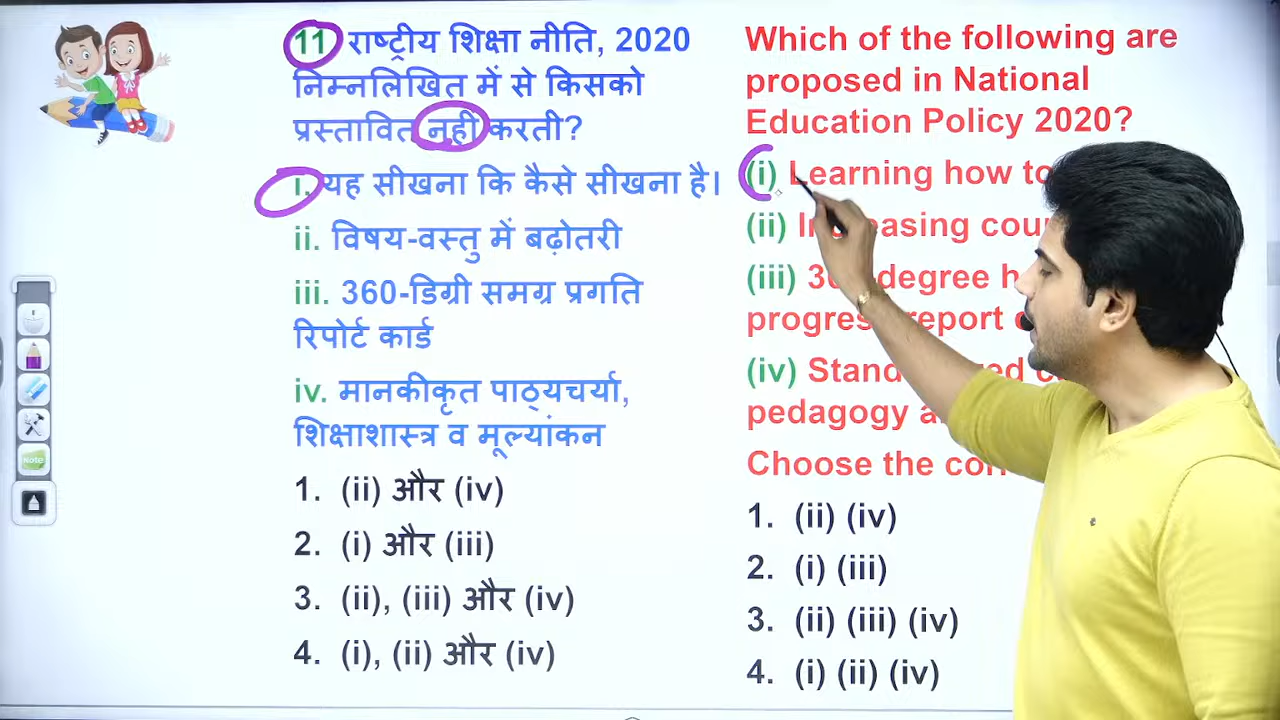 11 राष्ट्रीय शिक्षा नीति, 2020
निम्नलिखित में से किसको
प्रस्तावित नही करती?
i. यह सीखना कि कैसे सीखना है।
ii. विषय-वस्तु में बढ़ोतरी
iii. 360-डिग्री समग्र प्रगति
रिपोर्ट कार्ड
iv. मानकीकृत पाठ्यचर्या,
शिक्षाशास्त्र व मूल्यांकन
1. (ii) और (iv)
2. (i) और (iii)
3. (ii), (iii) और (iv)
4. (i), (ii) और (iv)
Which of the following are
proposed in National
Education Policy 2020?
(i) Learning how to
(ii)
(iii)
progress report
(iv)
pedagogy
Choose the
1. (ii) (iv)
2. (i) (iii)
3. (ii) (iii) (iv)
4. (i) (ii) (iv)
Note